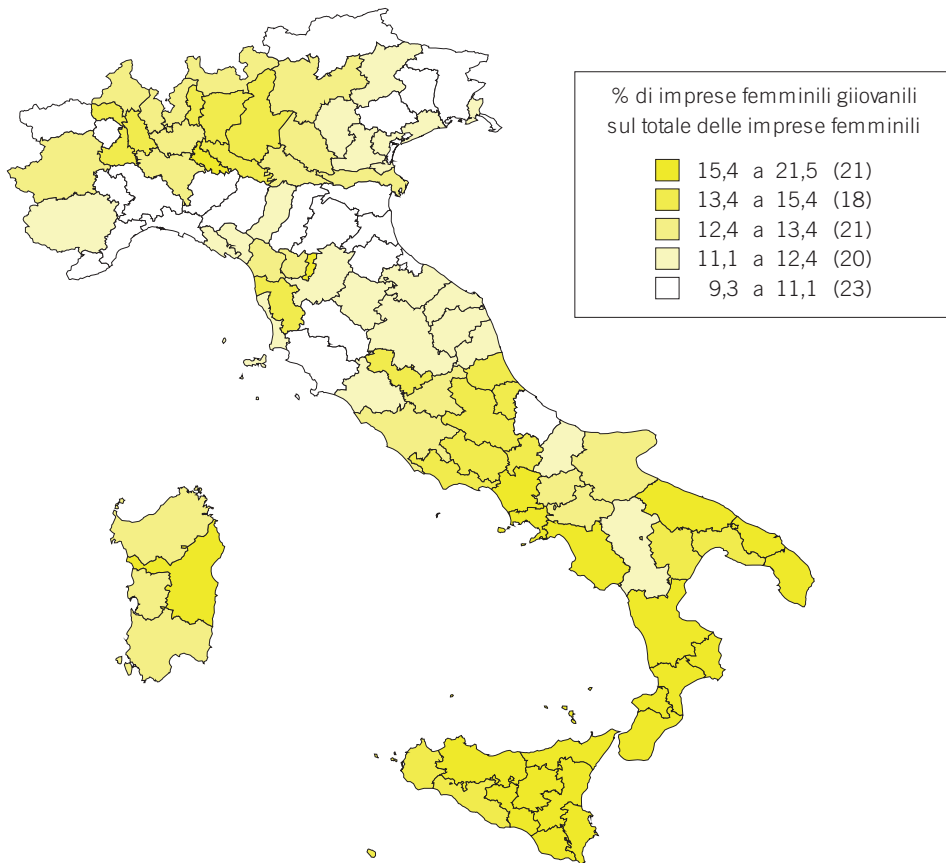 % di imprese femminili giiovanili
sul totale delle imprese femminili
15,4 a 21,5 (21)
13,4 a 15,4 (18)
12,4 a 13,4 (21)
11,1 a 12,4 (20)
9,3 a 11,1 (23)